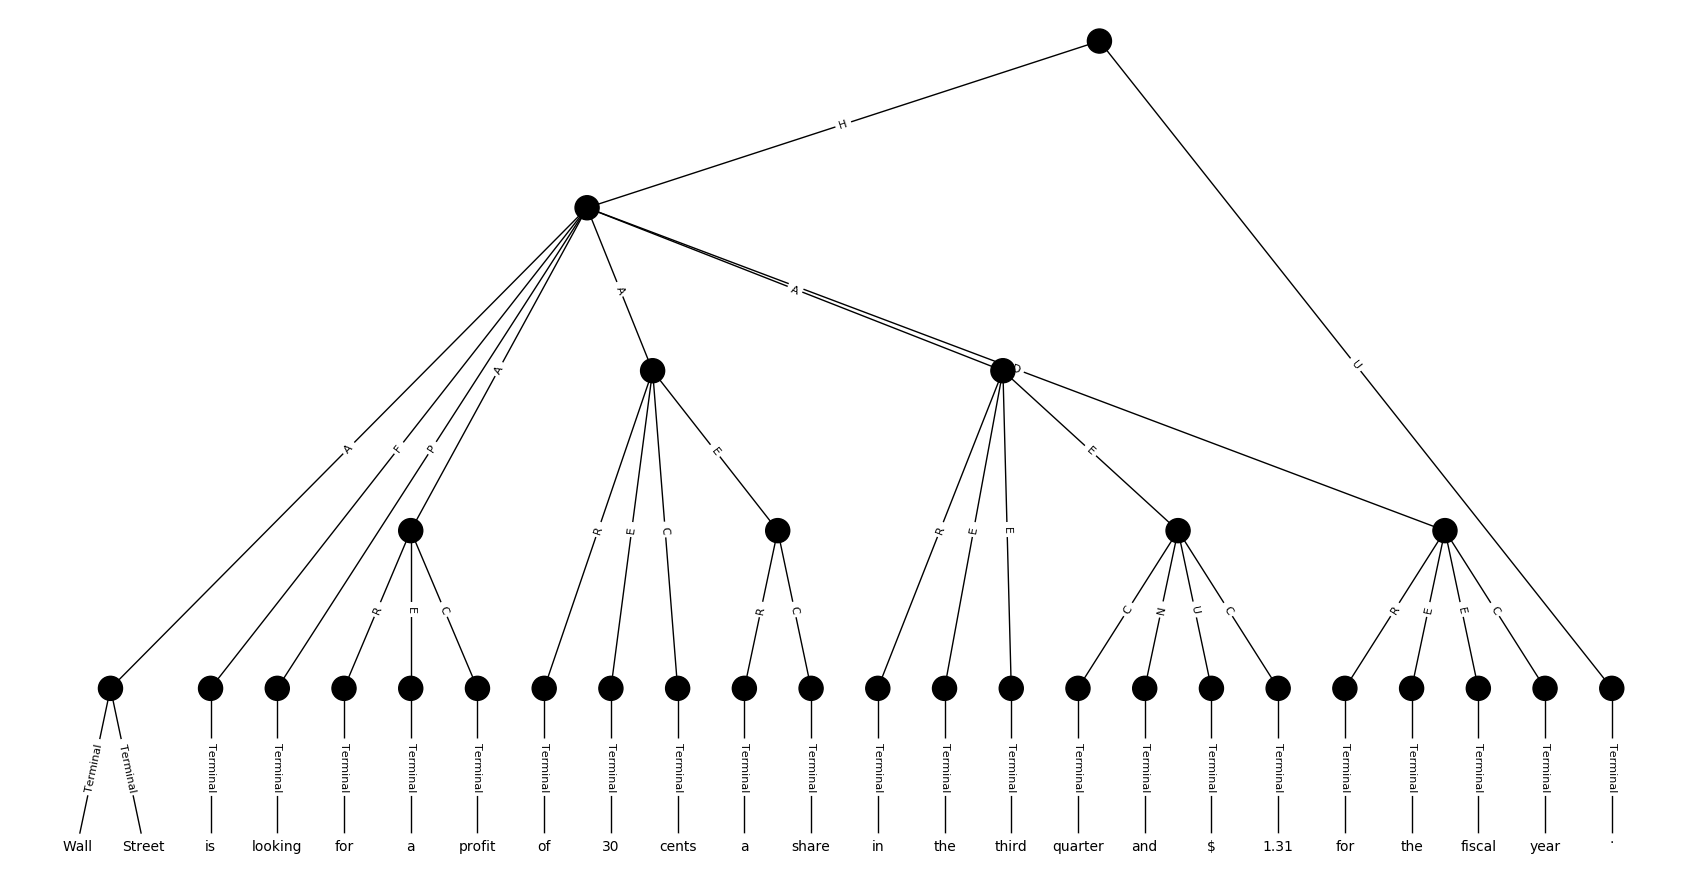 H
A
A
U
D
A
A
F
P
E
E
R
E
C
R
E
E
R
E
C
R
C
C
N
U
C
R
E
E
C
Terminal Terminal Terminal Terminal Terminal Terminal Terminal Terminal Terminal Terminal Terminal Terminal Terminal Terminal Terminal Terminal Terminal Terminal Terminal Terminal Terminal Terminal Terminal Terminal
Wall Street is looking for a profit of 30 cents a share in the third quarter and $ 1.31 for the fiscal year .